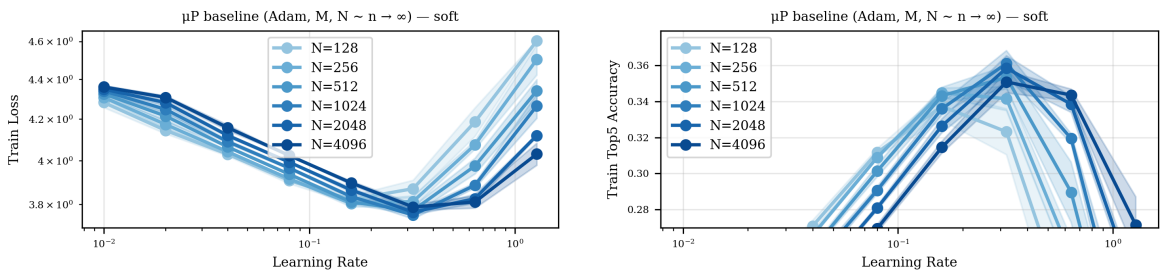 μP baseline (Adam, M, N ~ n → ∞) — soft
4.6 × 10⁰
4.4 × 10⁰
4.2 × 10⁰
4 × 10⁰
3.8 × 10⁰
Train Loss
N=128
N=256
N=512
N=1024
N=2048
N=4096
10⁻²
10⁻¹
10⁰
Learning Rate
μP baseline (Adam, M, N ~ n → ∞) — soft
0.36
0.34
0.32
0.30
0.28
Train Top5 Accuracy
N=128
N=256
N=512
N=1024
N=2048
N=4096
10⁻²
10⁻¹
10⁰
Learning Rate